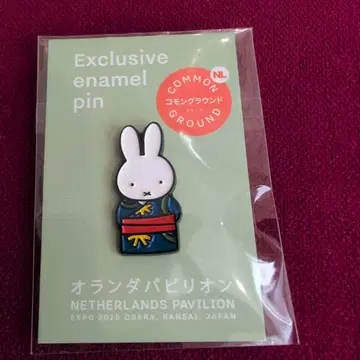 Exclusive
enamel
pin
NL
COMMON
コモングラウンド
GROUND
オランダパビリオン
NETHERLANDS PAVILION
EXPO 2025 OSAKA, KANSAI, JAPAN